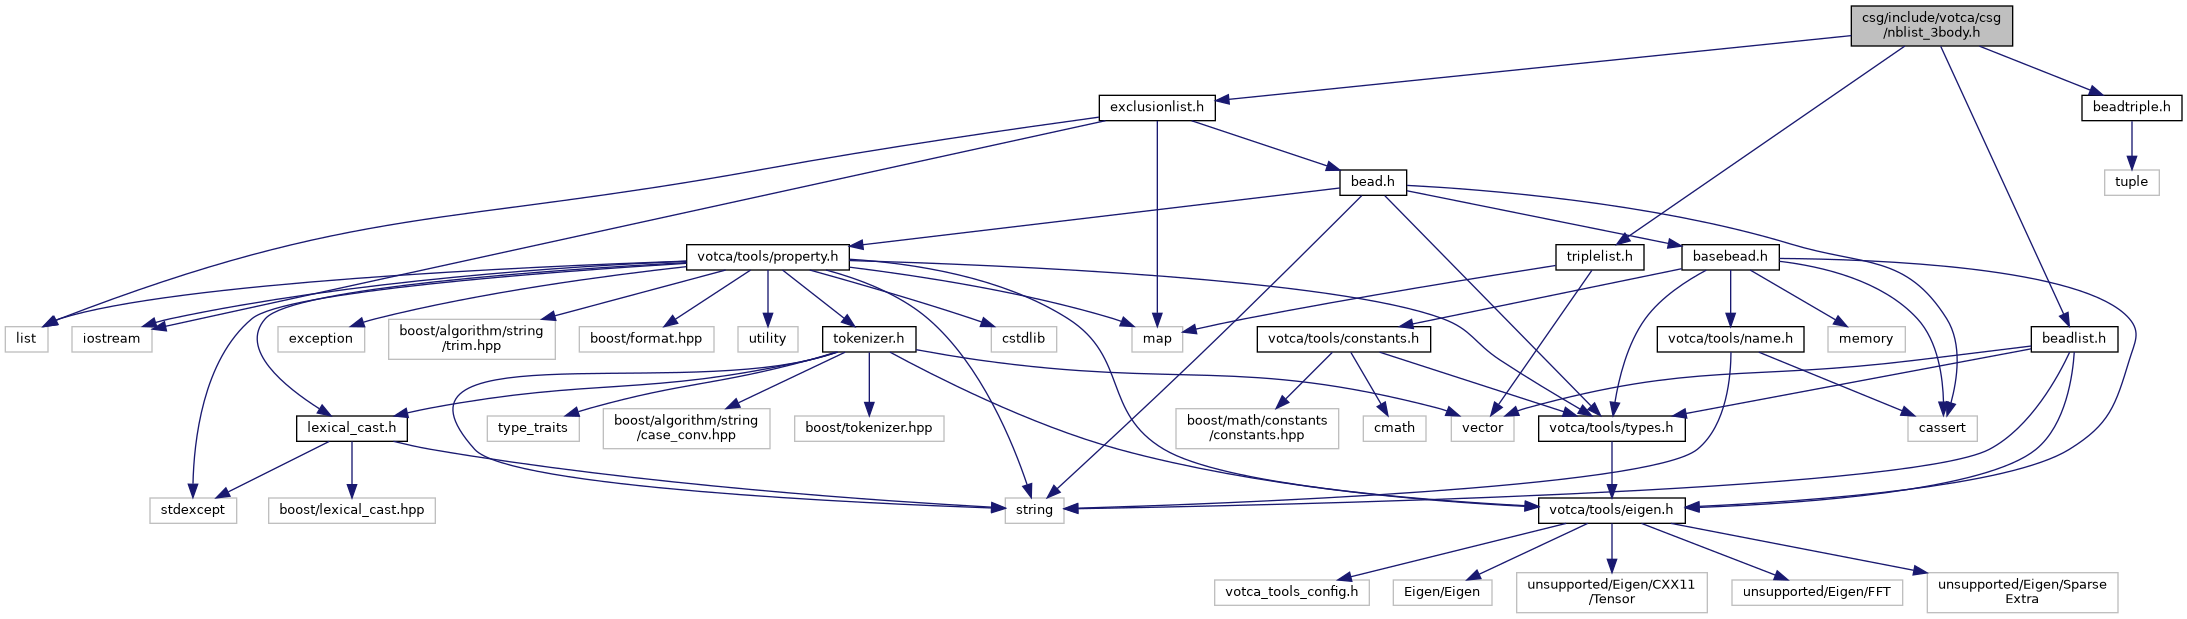 csg/include/votca/csg
/nblist_3body.h
exclusionlist.h
beadtriple.h
bead.h
tuple
votca/tools/property.h
triplelist.h
basebead.h
list
iostream
exception
boost/algorithm/string
/trim.hpp
boost/format.hpp
utility
tokenizer.h
cstdlib
map
votca/tools/constants.h
votca/tools/name.h
memory
beadlist.h
lexical_cast.h
type_traits
boost/algorithm/string
/case_conv.hpp
boost/tokenizer.hpp
boost/math/constants
/constants.hpp
cmath
vector
votca/tools/types.h
cassert
stdexcept
boost/lexical_cast.hpp
string
votca/tools/eigen.h
votca_tools_config.h
Eigen/Eigen
unsupported/Eigen/CXX11
/Tensor
unsupported/Eigen/FFT
unsupported/Eigen/Sparse
Extra